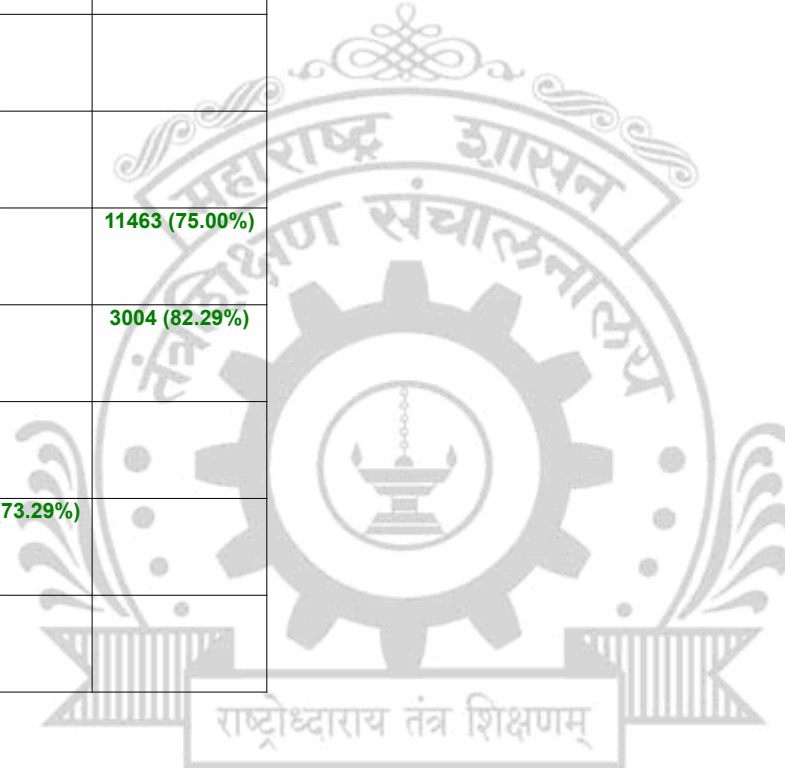 महाराष्ट्र शासन
तंत्रशिक्षण संचालनालय
11463 (75.00%)
3004 (82.29%)
73.29%)
राष्ट्रोध्दाराय तंत्र शिक्षणम्